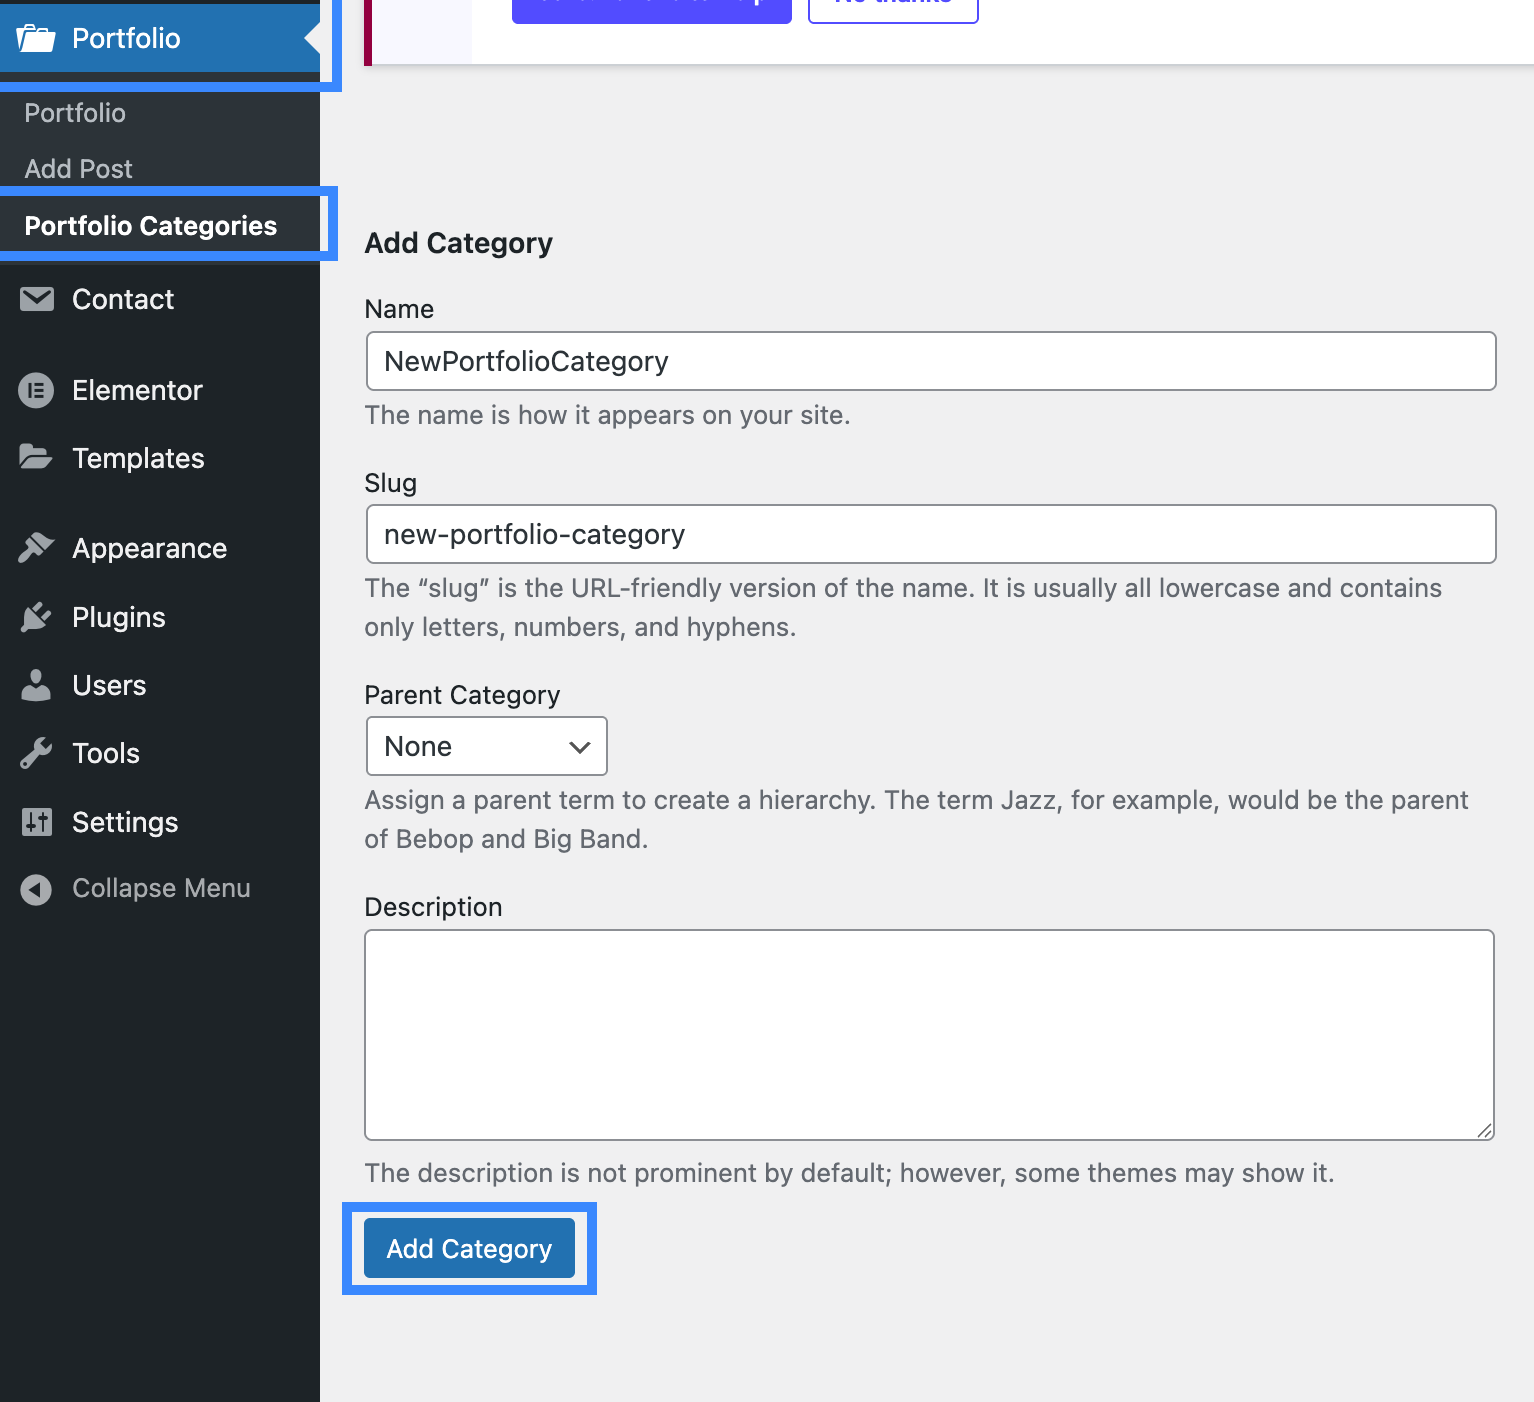 Portfolio
Portfolio
Add Post
Portfolio Categories
Contact
Elementor
Templates
Appearance
Plugins
Users
Tools
Settings
Collapse Menu
No thanks
Add Category
Name
NewPortfolioCategory
The name is how it appears on your site.
Slug
new-portfolio-category
The “slug” is the URL-friendly version of the name. It is usually all lowercase and contains
only letters, numbers, and hyphens.
Parent Category
None
Assign a parent term to create a hierarchy. The term Jazz, for example, would be the parent
of Bebop and Big Band.
Description
The description is not prominent by default; however, some themes may show it.
Add Category